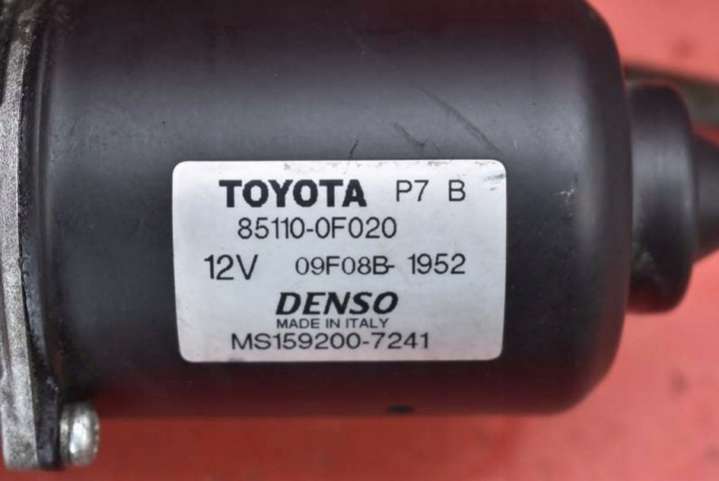 TOYOTA P7 B
85110-0F020
12V 09F08B- 1952
DENSO
MADE IN ITALY
MS159200-7241